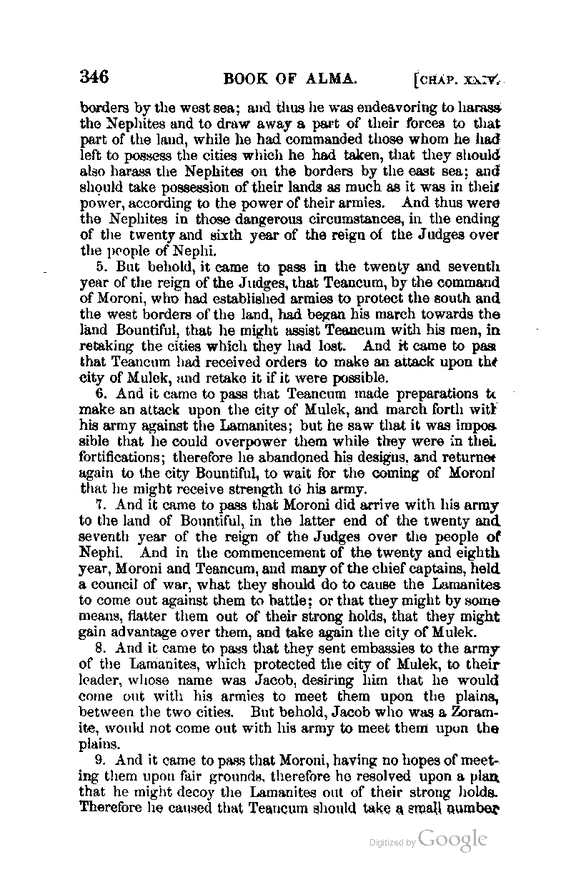 346 BOOK OF ALMA. [CHAP. XXIV.
borders by the west sea; and thus he was endeavoring to harass
the Nephites and to draw away a part of their forces to that
part of the land, while he had commanded those whom he had
left to possess the cities which he had taken, that they should
also harass the Nephites on the borders by the east sea; and
should take possession of their lands as much as it was in their
power, according to the power of their armies. And thus were
the Nephites in those dangerous circumstances, in the ending
of the twenty and sixth year of the reign of the Judges over
the people of Nephi.
5. But behold, it came to pass in the twenty and seventh
year of the reign of the Judges, that Teancum, by the command
of Moroni, who had established armies to protect the south and
the west borders of the land, had began his march towards the
land Bountiful, that he might assist Teancum with his men, in
retaking the cities which they had lost. And it came to pass
that Teancum had received orders to make an attack upon the
city of Mulek, and retake it if it were possible.
6. And it came to pass that Teancum made preparations to
make an attack upon the city of Mulek, and march forth with
his army against the Lamanites; but he saw that it was impos
sible that he could overpower them while they were in thei
fortifications; therefore he abandoned his designs, and returned
again to the city Bountiful, to wait for the coming of Moroni
that he might receive strength to his army.
7. And it came to pass that Moroni did arrive with his army
to the land of Bountiful, in the latter end of the twenty and
seventh year of the reign of the Judges over the people of
Nephi. And in the commencement of the twenty and eighth
year, Moroni and Teancum, and many of the chief captains, held
a council of war, what they should do to cause the Lamanites
to come out against them to battle; or that they might by some
means, flatter them out of their strong holds, that they might
gain advantage over them, and take again the city of Mulek.
8. And it came to pass that they sent embassies to the army
of the Lamanites, which protected the city of Mulek, to their
leader, whose name was Jacob, desiring him that he would
come out with his armies to meet them upon the plains,
between the two cities. But behold, Jacob who was a Zoram-
ite, would not come out with his army to meet them upon the
plains.
9. And it came to pass that Moroni, having no hopes of meet-
ing them upon fair grounds, therefore he resolved upon a plan
that he might decoy the Lamanites out of their strong holds.
Therefore he caused that Teancum should take a small number
Digitized by Google